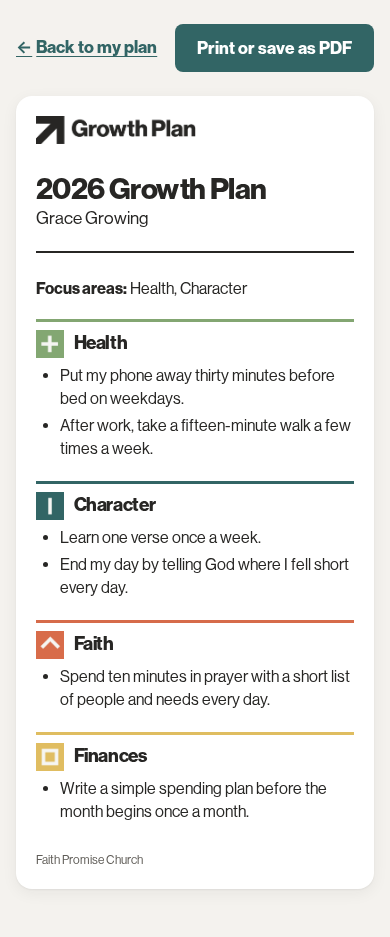 ← Back to my plan
Print or save as PDF
Growth Plan
2026 Growth Plan
Grace Growing
Focus areas: Health, Character
Health
• Put my phone away thirty minutes before
bed on weekdays.
• After work, take a fifteen-minute walk a few
times a week.
Character
• Learn one verse once a week.
• End my day by telling God where I fell short
every day.
Faith
• Spend ten minutes in prayer with a short list
of people and needs every day.
Finances
• Write a simple spending plan before the
month begins once a month.
Faith Promise Church